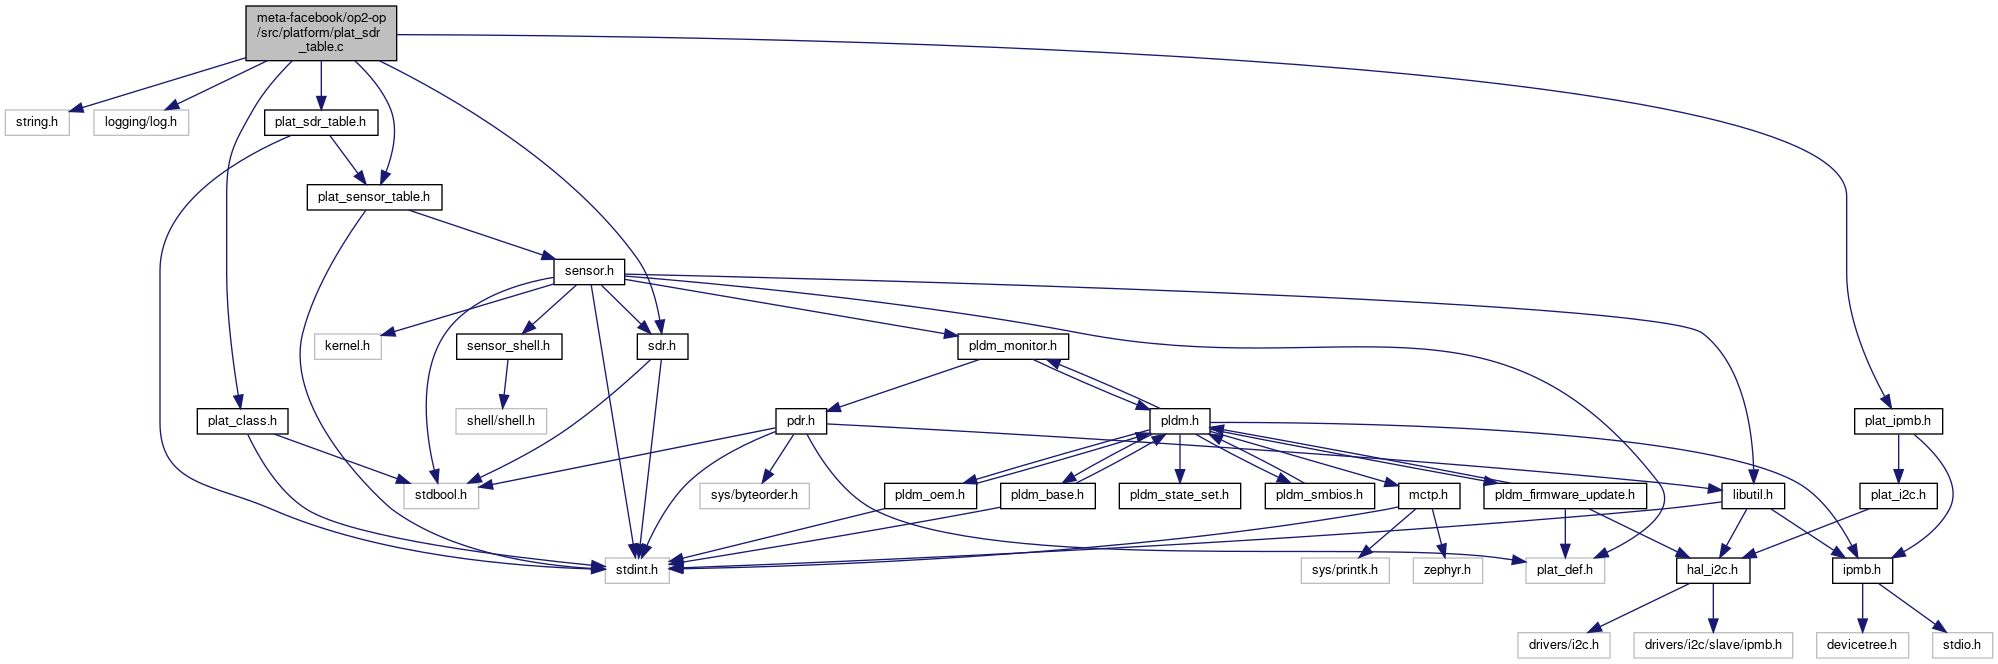 meta-facebook/op2-op
/src/platform/plat_sdr
_table.c
string.h
logging/log.h
plat_sdr_table.h
plat_sensor_table.h
sensor.h
kernel.h
sensor_shell.h
sdr.h
pldm_monitor.h
shell/shell.h
plat_class.h
pdr.h
pldm.h
plat_ipmb.h
stdbool.h
sys/byteorder.h
pldm_oem.h
pldm_base.h
pldm_state_set.h
pldm_smbios.h
mctp.h
pldm_firmware_update.h
libutil.h
plat_i2c.h
stdint.h
sys/printk.h
zephyr.h
plat_def.h
hal_i2c.h
ipmb.h
drivers/i2c.h
drivers/i2c/slave/ipmb.h
devicetree.h
stdio.h